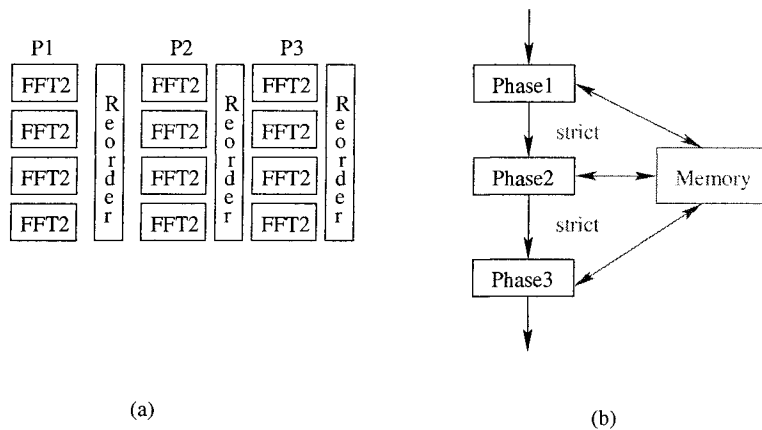 P1 P2 P3
FFT2 FFT2 FFT2
FFT2 FFT2 FFT2
FFT2 FFT2 FFT2
FFT2 FFT2 FFT2
Reorder Reorder Reorder
(a)
Phase1
strict
Phase2
Memory
strict
Phase3
(b)